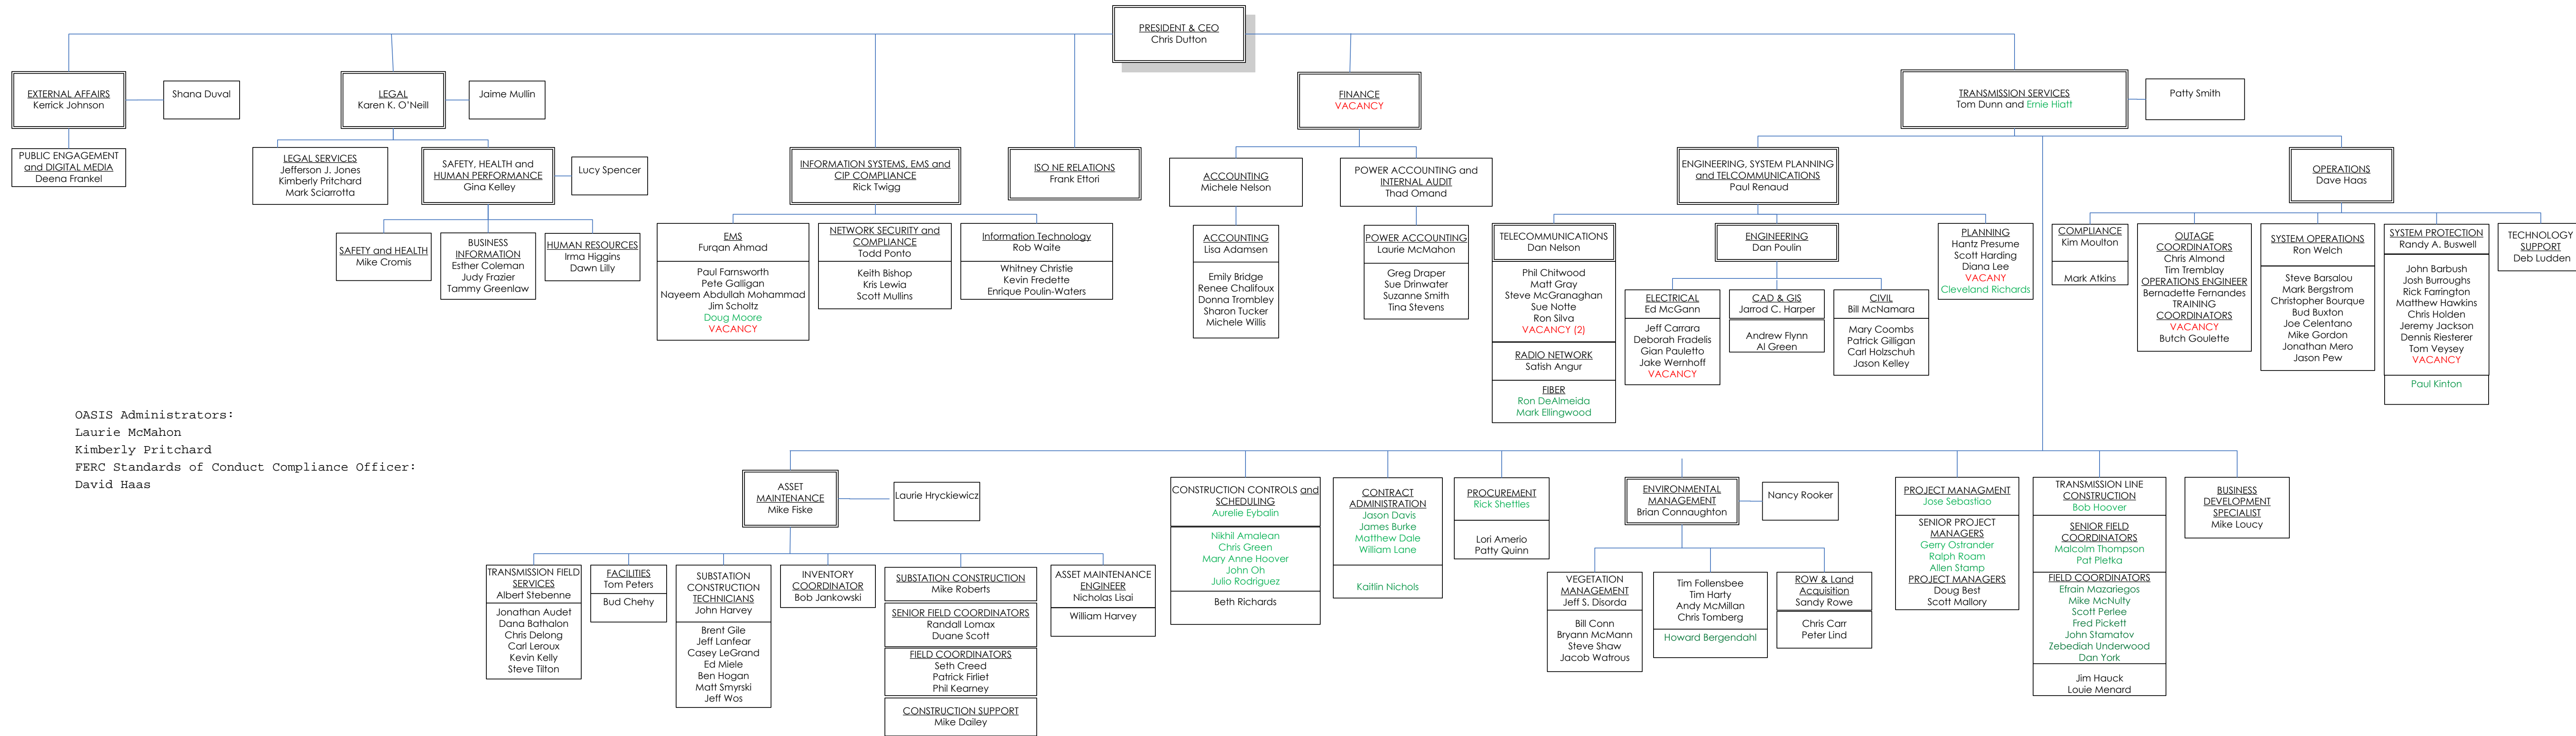 PRESIDENT & CEO
Chris Dutton
EXTERNAL AFFAIRS
Kerrick Johnson
Shana Duval
LEGAL
Karen K. O'Neill
Jaime Mullin
FINANCE
VACANCY
TRANSMISSION SERVICES
Tom Dunn and Ernie Hiatt
Patty Smith
PUBLIC ENGAGEMENT
and DIGITAL MEDIA
Deena Frankel
LEGAL SERVICES
Jefferson J. Jones
Kimberly Pritchard
Mark Sciarrotta
SAFETY, HEALTH and
HUMAN PERFORMANCE
Gina Kelley
Lucy Spencer
INFORMATION SYSTEMS, EMS and
CIP COMPLIANCE
Rick Twigg
ISO NE RELATIONS
Frank Ettori
ACCOUNTING
Michele Nelson
POWER ACCOUNTING and
INTERNAL AUDIT
Thad Omand
ENGINEERING, SYSTEM PLANNING
and TELCOMMUNICATIONS
Paul Renaud
OPERATIONS
Dave Haas
SAFETY and HEALTH
Mike Cromis
BUSINESS
INFORMATION
Esther Coleman
Judy Frazier
Tammy Greenlaw
HUMAN RESOURCES
Irma Higgins
Dawn Lilly
EMS
Furqan Ahmad
Paul Farnsworth
Pete Galligan
Nayeem Abdullah Mohammad
Jim Scholtz
Doug Moore
VACANCY
NETWORK SECURITY and
COMPLIANCE
Todd Ponto
Keith Bishop
Kris Lewia
Scott Mullins
Information Technology
Rob Waite
Whitney Christie
Kevin Fredette
Enrique Poulin-Waters
ACCOUNTING
Lisa Adamsen
Emily Bridge
Renee Chalifoux
Donna Trombley
Sharon Tucker
Michele Willis
POWER ACCOUNTING
Laurie McMahon
Greg Draper
Sue Drinwater
Suzanne Smith
Tina Stevens
TELECOMMUNICATIONS
Dan Nelson
Phil Chitwood
Matt Gray
Steve McGranaghan
Sue Notte
Ron Silva
VACANCY (2)
RADIO NETWORK
Satish Angur
FIBER
Ron DeAlmeida
Mark Ellingwood
ENGINEERING
Dan Poulin
ELECTRICAL
Ed McGann
Jeff Carrara
Deborah Fradelis
Gian Pauletto
Jake Wernhoff
VACANCY
CAD & GIS
Jarrod C. Harper
Andrew Flynn
Al Green
CIVIL
Bill McNamara
Mary Coombs
Patrick Gilligan
Carl Holzschuh
Jason Kelley
PLANNING
Hantz Presume
Scott Harding
Diana Lee
VACANY
Cleveland Richards
COMPLIANCE
Kim Moulton
Mark Atkins
OUTAGE
COORDINATORS
Chris Almond
Tim Tremblay
OPERATIONS ENGINEER
Bernadette Fernandes
TRAINING
COORDINATORS
VACANCY
Butch Goulette
SYSTEM OPERATIONS
Ron Welch
Steve Barsalou
Mark Bergstrom
Christopher Bourque
Bud Buxton
Joe Celentano
Mike Gordon
Jonathan Mero
Jason Pew
SYSTEM PROTECTION
Randy A. Buswell
John Barbush
Josh Burroughs
Rick Farrington
Matthew Hawkins
Chris Holden
Jeremy Jackson
Dennis Riesterer
Tom Veysey
VACANCY
Paul Kinton
TECHNOLOGY
SUPPORT
Deb Ludden
OASIS Administrators:
Laurie McMahon
Kimberly Pritchard
FERC Standards of Conduct Compliance Officer:
David Haas
ASSET
MAINTENANCE
Mike Fiske
Laurie Hryckiewicz
CONSTRUCTION CONTROLS and
SCHEDULING
Aurelie Eybalin
Nikhil Amalean
Chris Green
Mary Anne Hoover
John Oh
Julio Rodriguez
Beth Richards
CONTRACT
ADMINISTRATION
Jason Davis
James Burke
Matthew Dale
William Lane
Kaitlin Nichols
PROCUREMENT
Rick Shettles
Lori Amerio
Patty Quinn
ENVIRONMENTAL
MANAGEMENT
Brian Connaughton
Nancy Rooker
PROJECT MANAGMENT
Jose Sebastiao
SENIOR PROJECT
MANAGERS
Gerry Ostrander
Ralph Roam
Allen Stamp
PROJECT MANAGERS
Doug Best
Scott Mallory
TRANSMISSION LINE
CONSTRUCTION
Bob Hoover
SENIOR FIELD
COORDINATORS
Malcolm Thompson
Pat Pletka
FIELD COORDINATORS
Efrain Mazariegos
Mike McNulty
Scott Perlee
Fred Pickett
John Stamatov
Zebediah Underwood
Dan York
Jim Hauck
Louie Menard
BUSINESS
DEVELOPMENT
SPECIALIST
Mike Loucy
TRANSMISSION FIELD
SERVICES
Albert Stebenne
Jonathan Audet
Dana Bathalon
Chris Delong
Carl Leroux
Kevin Kelly
Steve Tilton
FACILITIES
Tom Peters
Bud Chehy
SUBSTATION
CONSTRUCTION
TECHNICIANS
John Harvey
Brent Gile
Jeff Lanfear
Casey LeGrand
Ed Miele
Ben Hogan
Matt Smyrski
Jeff Wos
INVENTORY
COORDINATOR
Bob Jankowski
SUBSTATION CONSTRUCTION
Mike Roberts
SENIOR FIELD COORDINATORS
Randall Lomax
Duane Scott
FIELD COORDINATORS
Seth Creed
Patrick Firliet
Phil Kearney
CONSTRUCTION SUPPORT
Mike Dailey
ASSET MAINTENANCE
ENGINEER
Nicholas Lisai
William Harvey
VEGETATION
MANAGEMENT
Jeff S. Disorda
Bill Conn
Bryann McMann
Steve Shaw
Jacob Watrous
Tim Follensbee
Tim Harty
Andy McMillan
Chris Tomberg
Howard Bergendahl
ROW & Land
Acquisition
Sandy Rowe
Chris Carr
Peter Lind